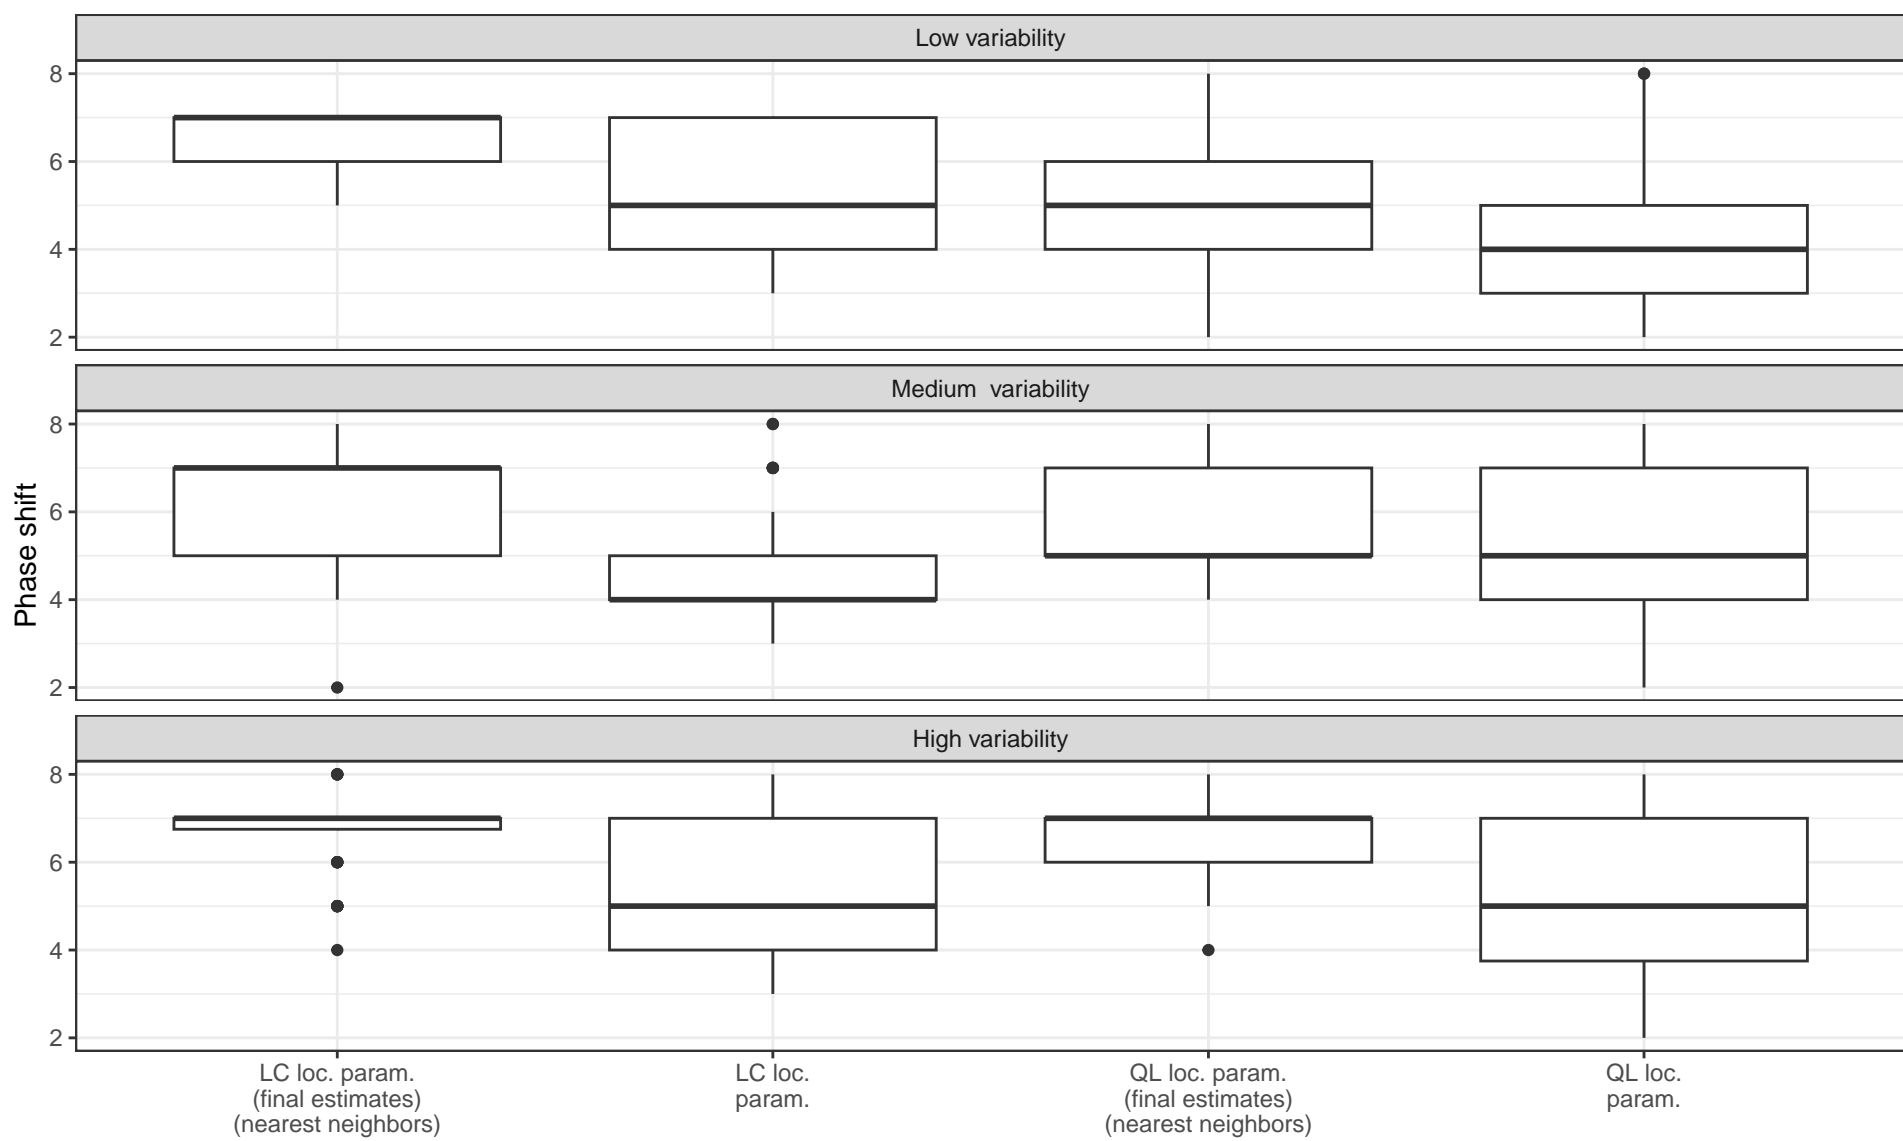 Low variability
8
6
4
2
Medium  variability
8
6
4
2
Phase shift
High variability
8
6
4
2
LC loc. param.
(final estimates)
(nearest neighbors)
LC loc.
param.
QL loc. param.
(final estimates)
(nearest neighbors)
QL loc.
param.